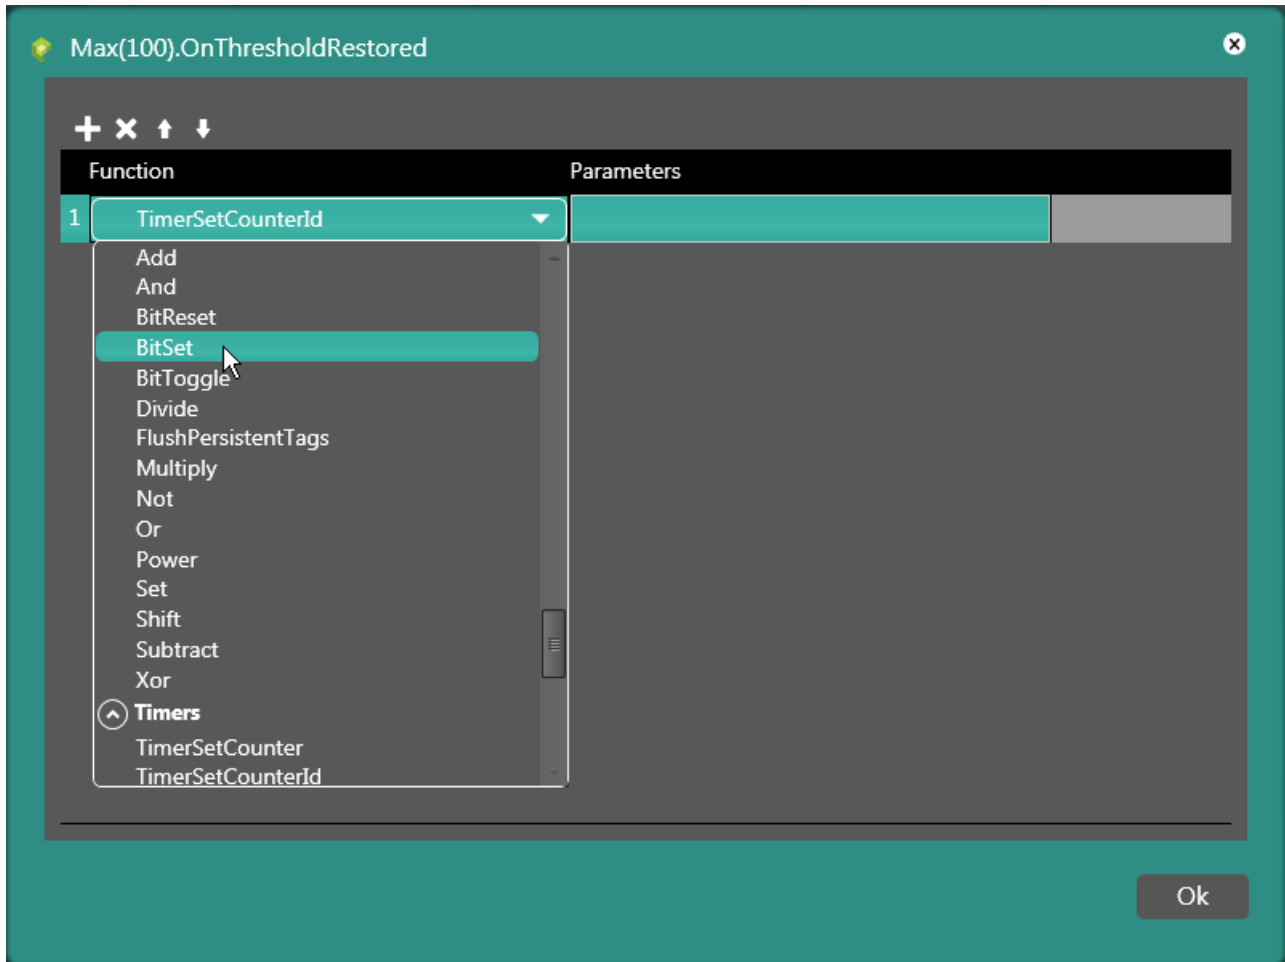 Max(100).OnThresholdRestored
Function Parameters
1 TimerSetCounterId
Add
And
BitReset
BitSet
BitToggle
Divide
FlushPersistentTags
Multiply
Not
Or
Power
Set
Shift
Subtract
Xor
Timers
TimerSetCounter
TimerSetCounterId
Ok